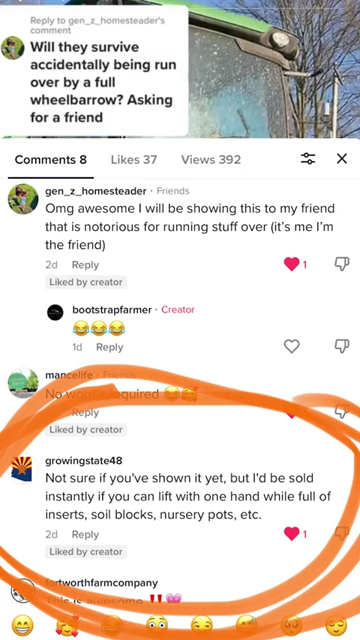 Reply to gen_z_homesteader's
comment
Will they survive
accidentally being run
over by a full
wheelbarrow? Asking
for a friend
Comments 8 Likes 37 Views 392
gen_z_homesteader · Friends
Omg awesome I will be showing this to my friend
that is notorious for running stuff over (it's me I'm
the friend)
2d Reply 1
Liked by creator
bootstrapfarmer · Creator
😂😂😂
1d Reply
mancelife · Friends
No words required 😂🥰
Reply
Liked by creator
growingstate48
Not sure if you've shown it yet, but I'd be sold
instantly if you can lift with one hand while full of
inserts, soil blocks, nursery pots, etc.
2d Reply 1
Liked by creator
fortworthfarmcompany
This is awesome ‼️💗